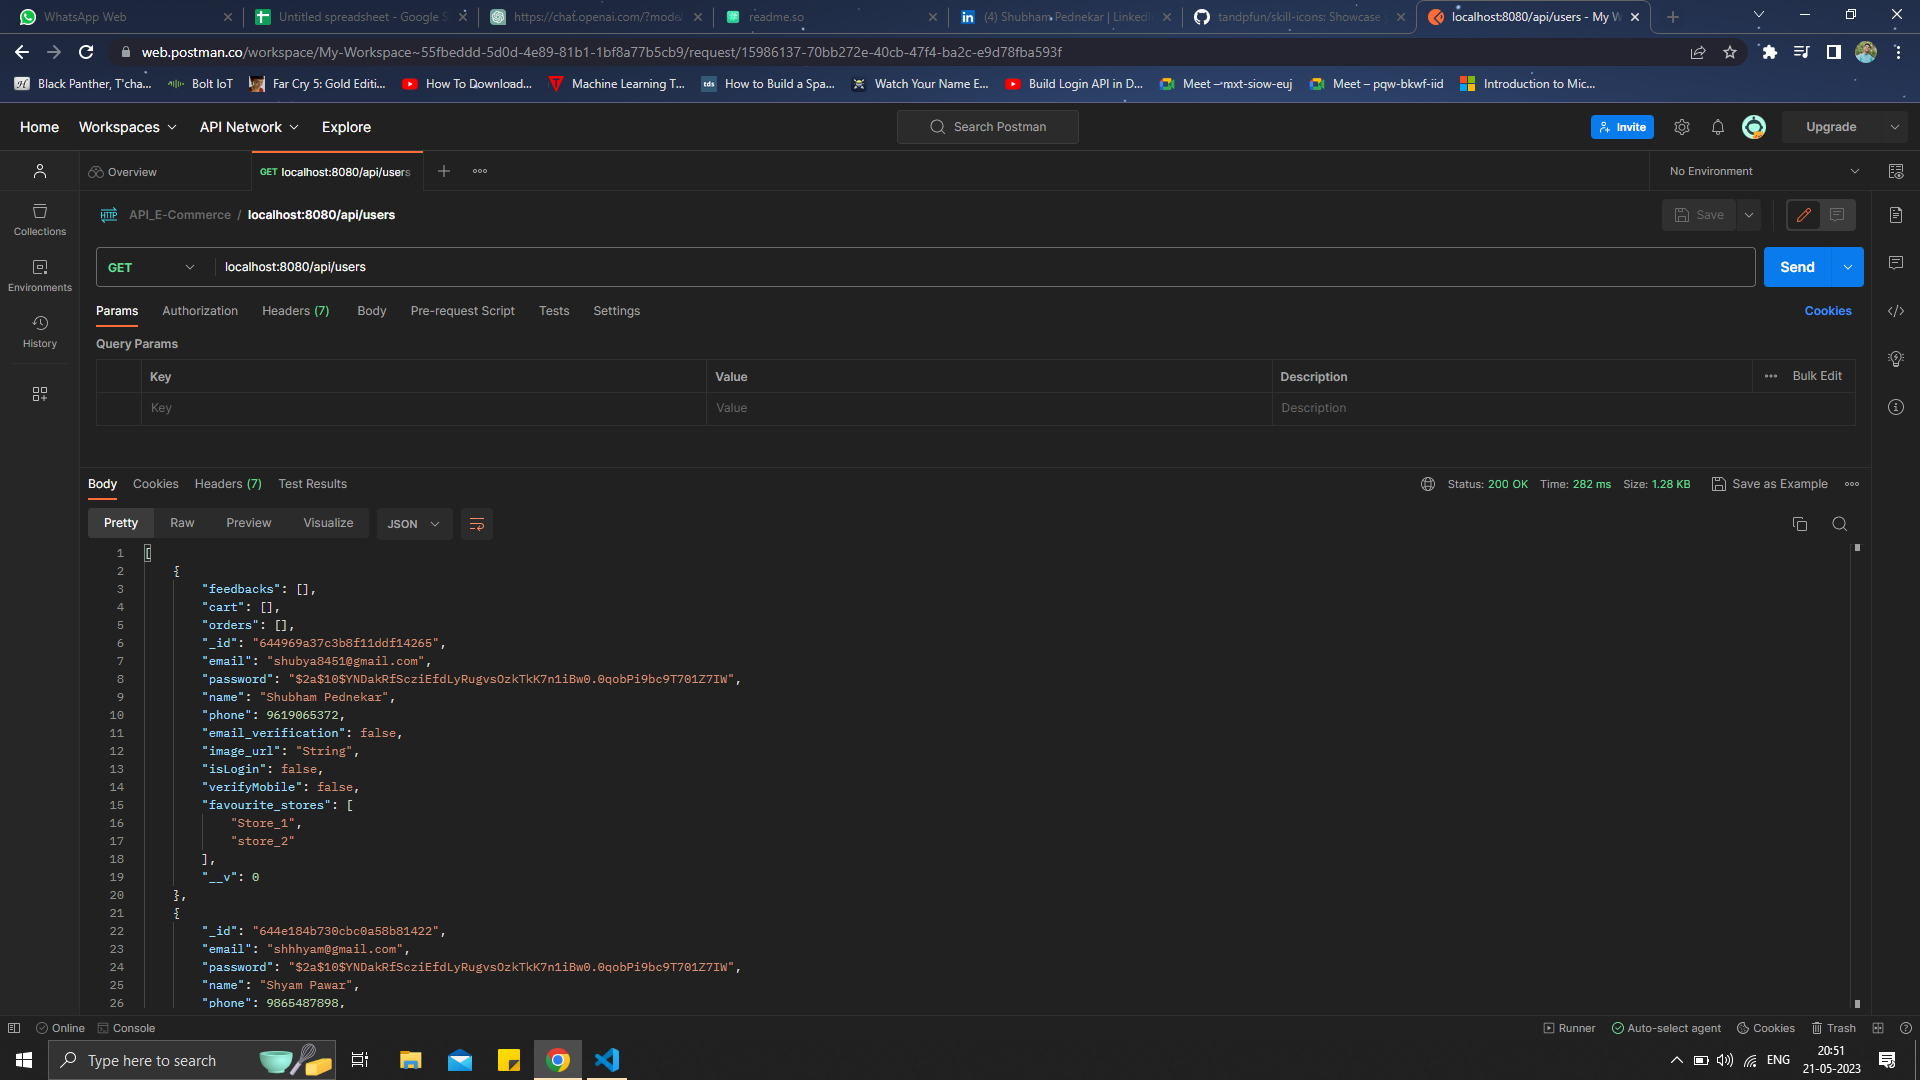 WhatsApp Web
Untitled spreadsheet - Google S
https://chat.openai.com/?model
readme.so
(4) Shubham Pednekar | LinkedIn
tandpfun/skill-icons: Showcase
localhost:8080/api/users - My W
web.postman.co/workspace/My-Workspace~55fbeddd-5d0d-4e89-81b1-1bf8a77b5cb9/request/15986137-70bb272e-40cb-47f4-ba2c-e9d78fba593f
Black Panther, T'cha...
Bolt IoT
Far Cry 5: Gold Editi...
How To Download...
Machine Learning T...
How to Build a Spa...
Watch Your Name E...
Build Login API in D...
Meet – mxt-siow-euj
Meet – pqw-bkwf-iid
Introduction to Mic...
Home
Workspaces
API Network
Explore
Search Postman
Invite
Upgrade
Overview
GET localhost:8080/api/users
No Environment
HTTP API_E-Commerce / localhost:8080/api/users
Save
Collections
Environments
History
GET
localhost:8080/api/users
Send
Params
Authorization
Headers (7)
Body
Pre-request Script
Tests
Settings
Cookies
Query Params
Key
Value
Description
Bulk Edit
Key
Value
Description
Body
Cookies
Headers (7)
Test Results
Status: 200 OK
Time: 282 ms
Size: 1.28 KB
Save as Example
Pretty
Raw
Preview
Visualize
JSON
1 [
2 {
3 "feedbacks": [],
4 "cart": [],
5 "orders": [],
6 "_id": "644969a37c3b8f11ddf14265",
7 "email": "shubya8451@gmail.com",
8 "password": "$2a$10$YNDakRfScziEfdLyRugvsOzkTkK7n1iBw0.0qobPi9bc9T701Z7IW",
9 "name": "Shubham Pednekar",
10 "phone": 9619065372,
11 "email_verification": false,
12 "image_url": "String",
13 "isLogin": false,
14 "verifyMobile": false,
15 "favourite_stores": [
16 "Store_1",
17 "store_2"
18 ],
19 "__v": 0
20 },
21 {
22 "_id": "644e184b730cbc0a58b81422",
23 "email": "shhhyam@gmail.com",
24 "password": "$2a$10$YNDakRfScziEfdLyRugvsOzkTkK7n1iBw0.0qobPi9bc9T701Z7IW",
25 "name": "Shyam Pawar",
26 "phone": 9865487898,
Online
Console
Runner
Auto-select agent
Cookies
Trash
Type here to search
ENG
20:51
21-05-2023